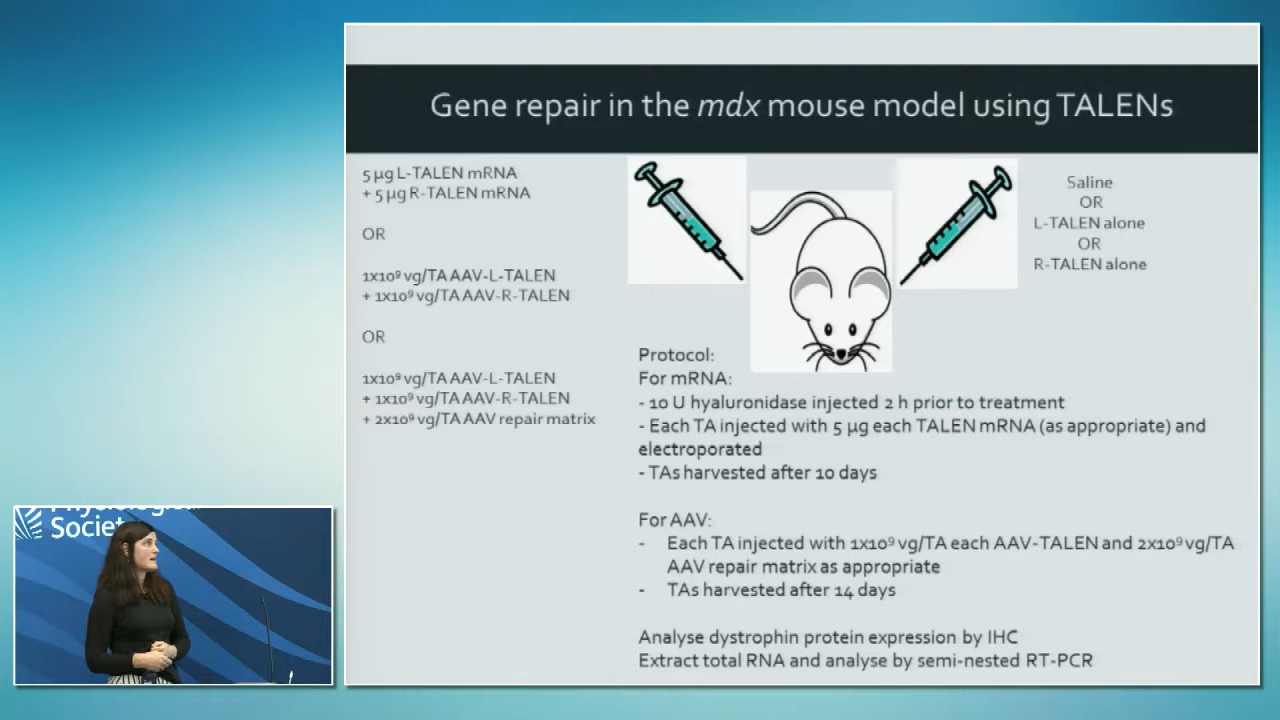 Gene repair in the mdx mouse model using TALENs
5 µg L-TALEN mRNA
+ 5 µg R-TALEN mRNA
OR
1x10⁹ vg/TA AAV-L-TALEN
+ 1x10⁹ vg/TA AAV-R-TALEN
OR
1x10⁹ vg/TA AAV-L-TALEN
+ 1x10⁹ vg/TA AAV-R-TALEN
+ 2x10⁹ vg/TA AAV repair matrix
Saline
OR
L-TALEN alone
OR
R-TALEN alone
Protocol:
For mRNA:
- 10 U hyaluronidase injected 2 h prior to treatment
- Each TA injected with 5 µg each TALEN mRNA (as appropriate) and
electroporated
- TAs harvested after 10 days
For AAV:
- Each TA injected with 1x10⁹ vg/TA each AAV-TALEN and 2x10⁹ vg/TA
AAV repair matrix as appropriate
- TAs harvested after 14 days
Analyse dystrophin protein expression by IHC
Extract total RNA and analyse by semi-nested RT-PCR